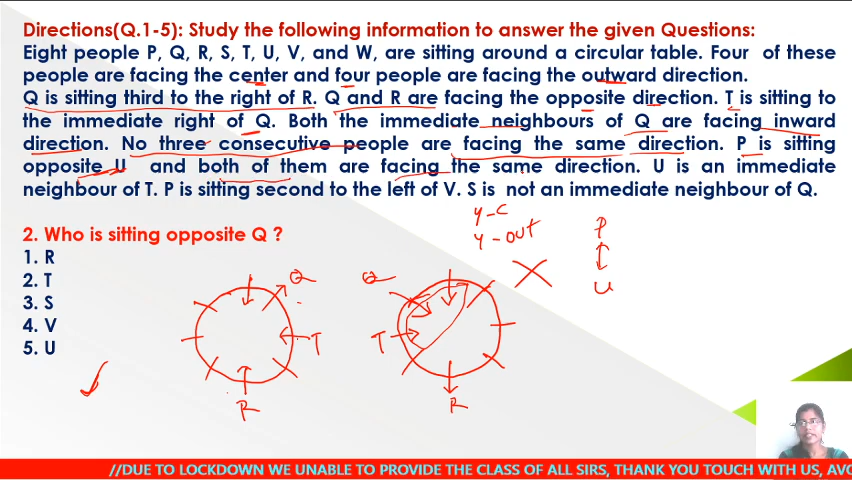 Directions(Q.1-5): Study the following information to answer the given Questions:
Eight people P, Q, R, S, T, U, V, and W, are sitting around a circular table. Four of these
people are facing the center and four people are facing the outward direction.
Q is sitting third to the right of R. Q and R are facing the opposite direction. T is sitting to
the immediate right of Q. Both the immediate neighbours of Q are facing inward
direction. No three consecutive people are facing the same direction. P is sitting
opposite U and both of them are facing the same direction. U is an immediate
neighbour of T. P is sitting second to the left of V. S is not an immediate neighbour of Q.
4-C
4-out
P
U
2. Who is sitting opposite Q ?
1. R
2. T
3. S
4. V
5. U
Q
T
R
Q
T
R
//DUE TO LOCKDOWN WE UNABLE TO PROVIDE THE CLASS OF ALL SIRS, THANK YOU TOUCH WITH US, AVO